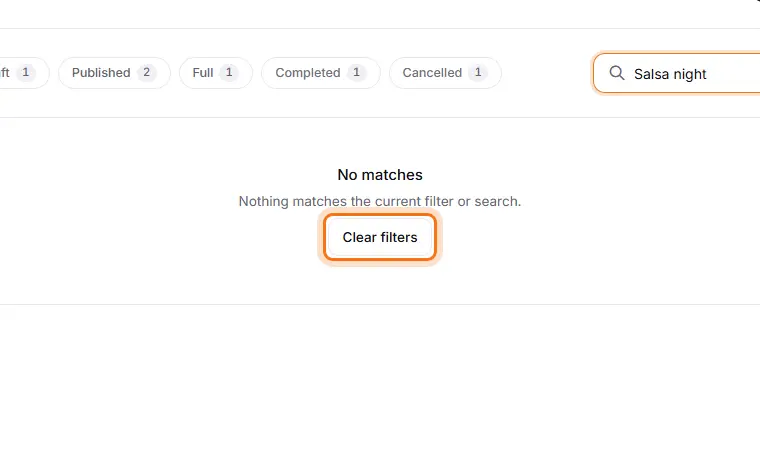 ft 1 Published 2 Full 1 Completed 1 Cancelled 1 Salsa night
No matches
Nothing matches the current filter or search.
Clear filters